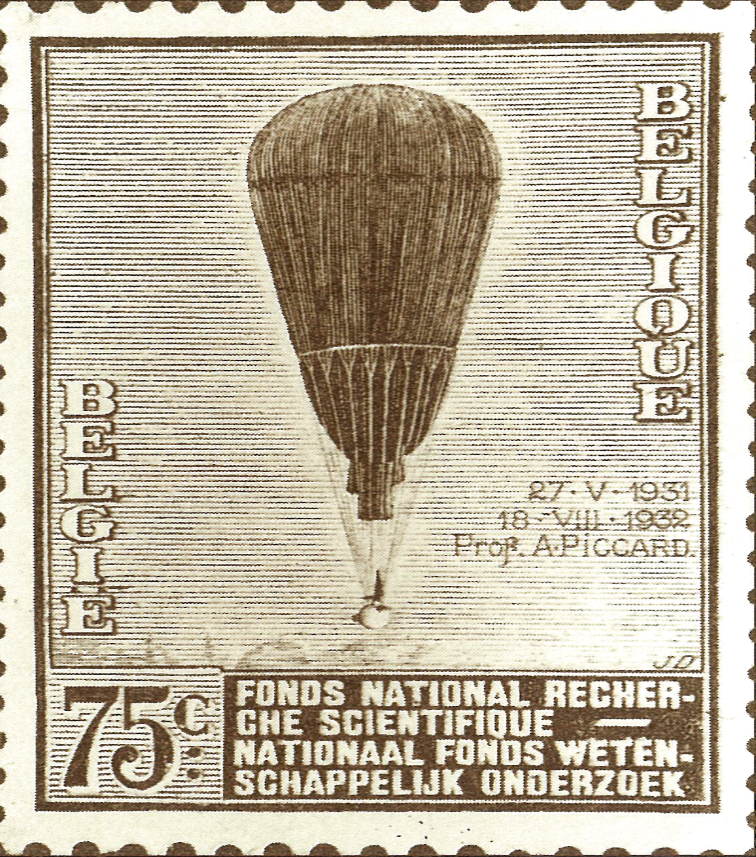 BELGIQUE
BELGIE
27·V·1931
18·VIII·1932
Prof. A.PICCARD.
J D
75c
FONDS NATIONAL RECHER-
CHE SCIENTIFIQUE —
NATIONAAL FONDS WETEN-
SCHAPPELIJK ONDERZOEK